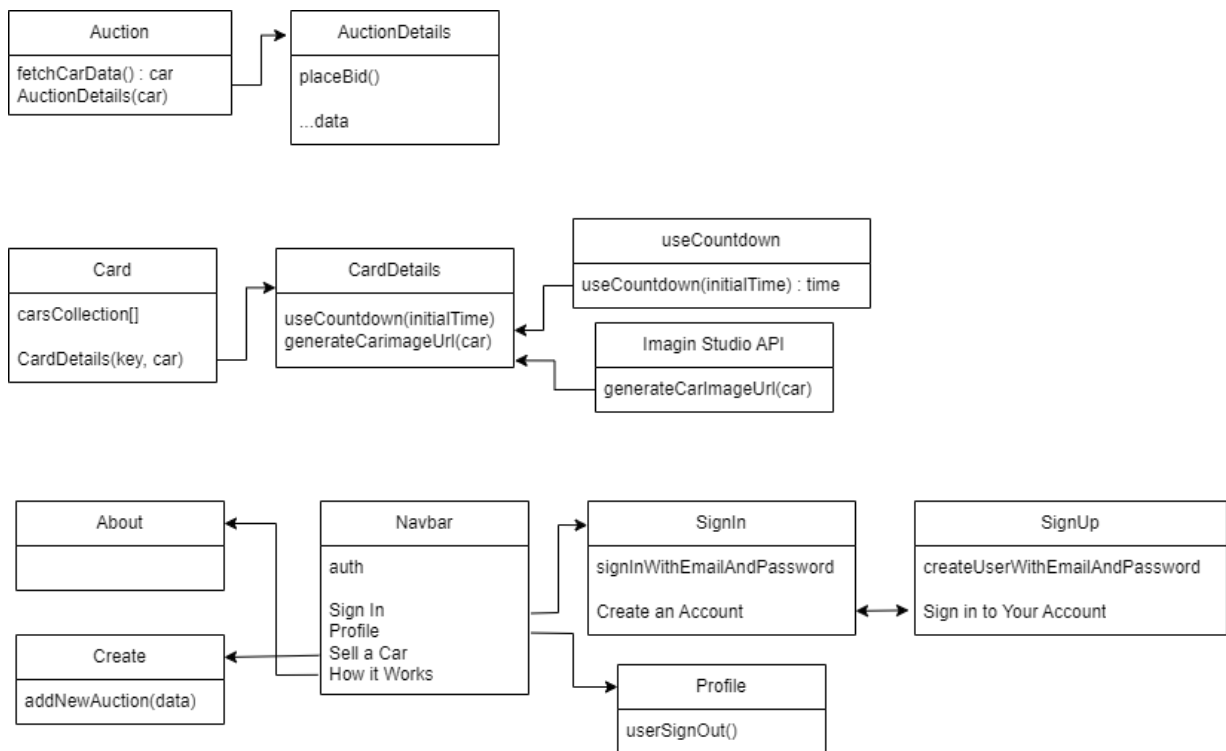 Auction
fetchCarData() : car
AuctionDetails(car)
AuctionDetails
placeBid()
...data
Card
carsCollection[]
CardDetails(key, car)
CardDetails
useCountdown(initialTime)
generateCarimageUrl(car)
useCountdown
useCountdown(initialTime) : time
Imagin Studio API
generateCarImageUrl(car)
About
Create
addNewAuction(data)
Navbar
auth
Sign In
Profile
Sell a Car
How it Works
SignIn
signInWithEmailAndPassword
Create an Account
SignUp
createUserWithEmailAndPassword
Sign in to Your Account
Profile
userSignOut()